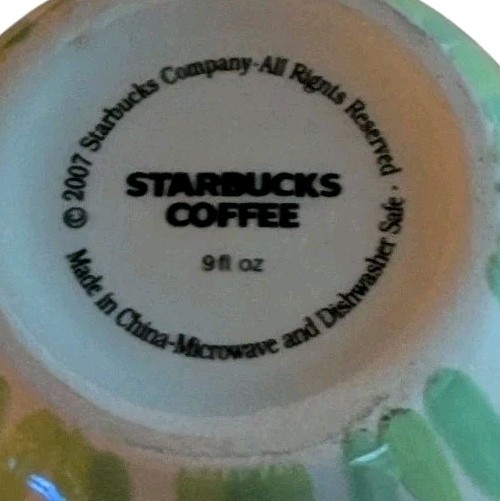 © 2007 Starbucks Company-All Rights Reserved
STARBUCKS
COFFEE
9 fl oz
Made in China-Microwave and Dishwasher Safe -